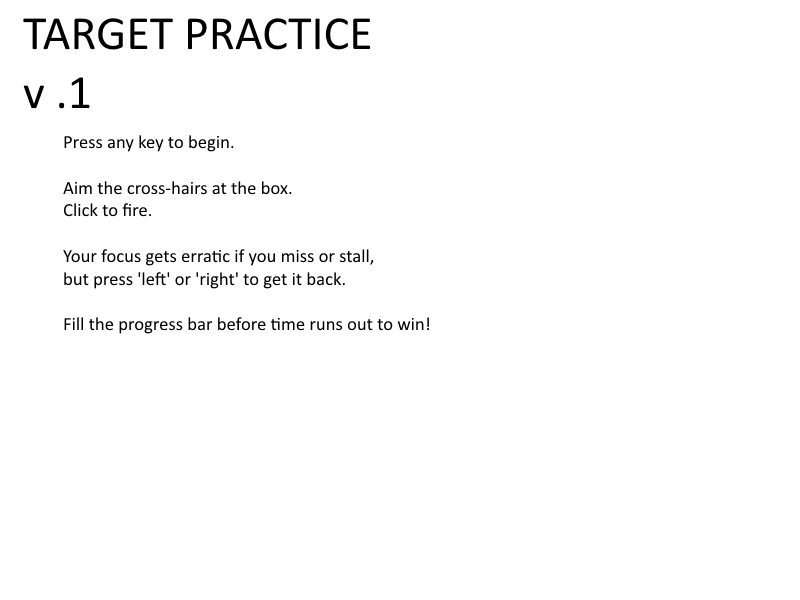 TARGET PRACTICE
v .1
Press any key to begin.
Aim the cross-hairs at the box.
Click to fire.
Your focus gets erratic if you miss or stall,
but press 'left' or 'right' to get it back.
Fill the progress bar before time runs out to win!